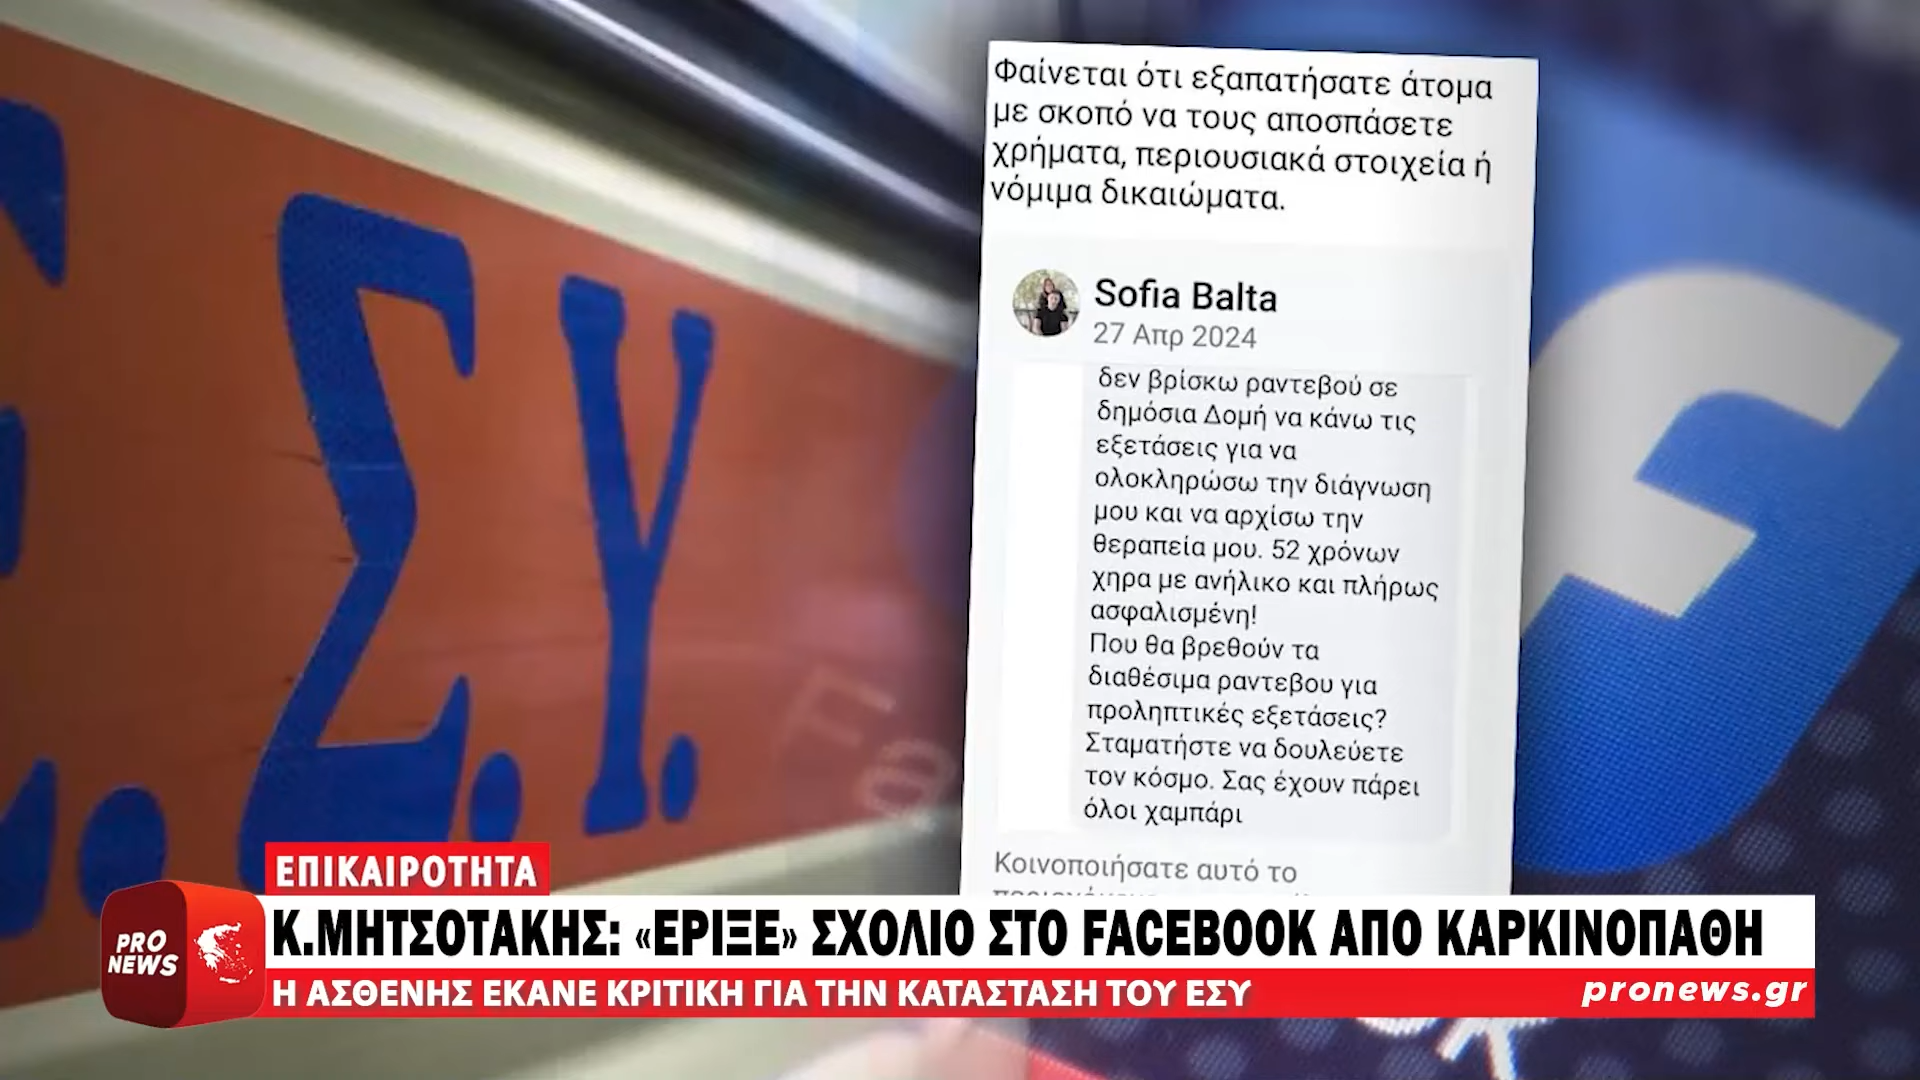 Φαίνεται ότι εξαπατήσατε άτομα
με σκοπό να τους αποσπάσετε
χρήματα, περιουσιακά στοιχεία ή
νόμιμα δικαιώματα.
Sofia Balta
27 Απρ 2024
δεν βρίσκω ραντεβού σε
δημόσια Δομή να κάνω τις
εξετάσεις για να
ολοκληρώσω την διάγνωση
μου και να αρχίσω την
θεραπεία μου. 52 χρόνων
χηρα με ανήλικο και πλήρως
ασφαλισμένη!
Που θα βρεθούν τα
διαθέσιμα ραντεβου για
προληπτικές εξετάσεις?
Σταματήστε να δουλεύετε
τον κόσμο. Σας έχουν πάρει
όλοι χαμπάρι
Κοινοποιήσατε αυτό το
Σ.Υ.
Fa
ΕΠΙΚΑΙΡΟΤΗΤΑ
PRO
NEWS
Κ.ΜΗΤΣΟΤΑΚΗΣ: «ΕΡΙΞΕ» ΣΧΟΛΙΟ ΣΤΟ FACEBOOK ΑΠΟ ΚΑΡΚΙΝΟΠΑΘΗ
Η ΑΣΘΕΝΗΣ ΕΚΑΝΕ ΚΡΙΤΙΚΗ ΓΙΑ ΤΗΝ ΚΑΤΑΣΤΑΣΗ ΤΟΥ ΕΣΥ
pronews.gr